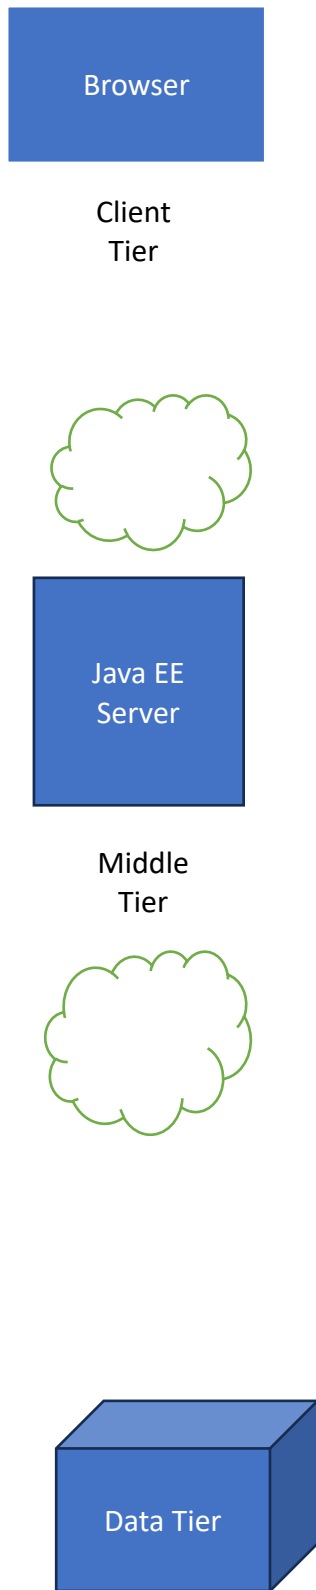 Browser
Client
Tier
Java EE
Server
Middle
Tier
Data Tier